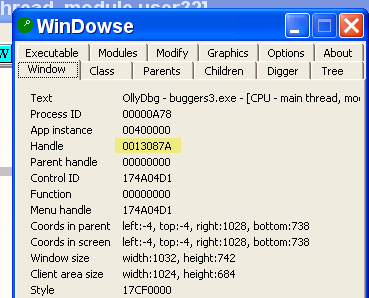 hread, module user32]
WinDowse
Executable Modules Modify Graphics Options About
Window Class Parents Children Digger Tree
Text OllyDbg - buggers3.exe - [CPU - main thread, mo
Process ID 00000A78
App instance 00400000
Handle 0013087A
Parent handle 00000000
Control ID 174A04D1
Function 00000000
Menu handle 174A04D1
Coords in parent left:-4, top:-4, right:1028, bottom:738
Coords in screen left:-4, top:-4, right:1028, bottom:738
Window size width:1032, height:742
Client area size width:1024, height:684
Style 17CF0000